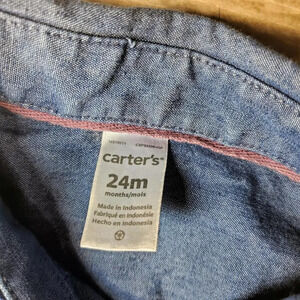 carter's®
24m
months/mois
Made in Indonesia
Fabriqué en Indonésie
Hecho en Indonesia